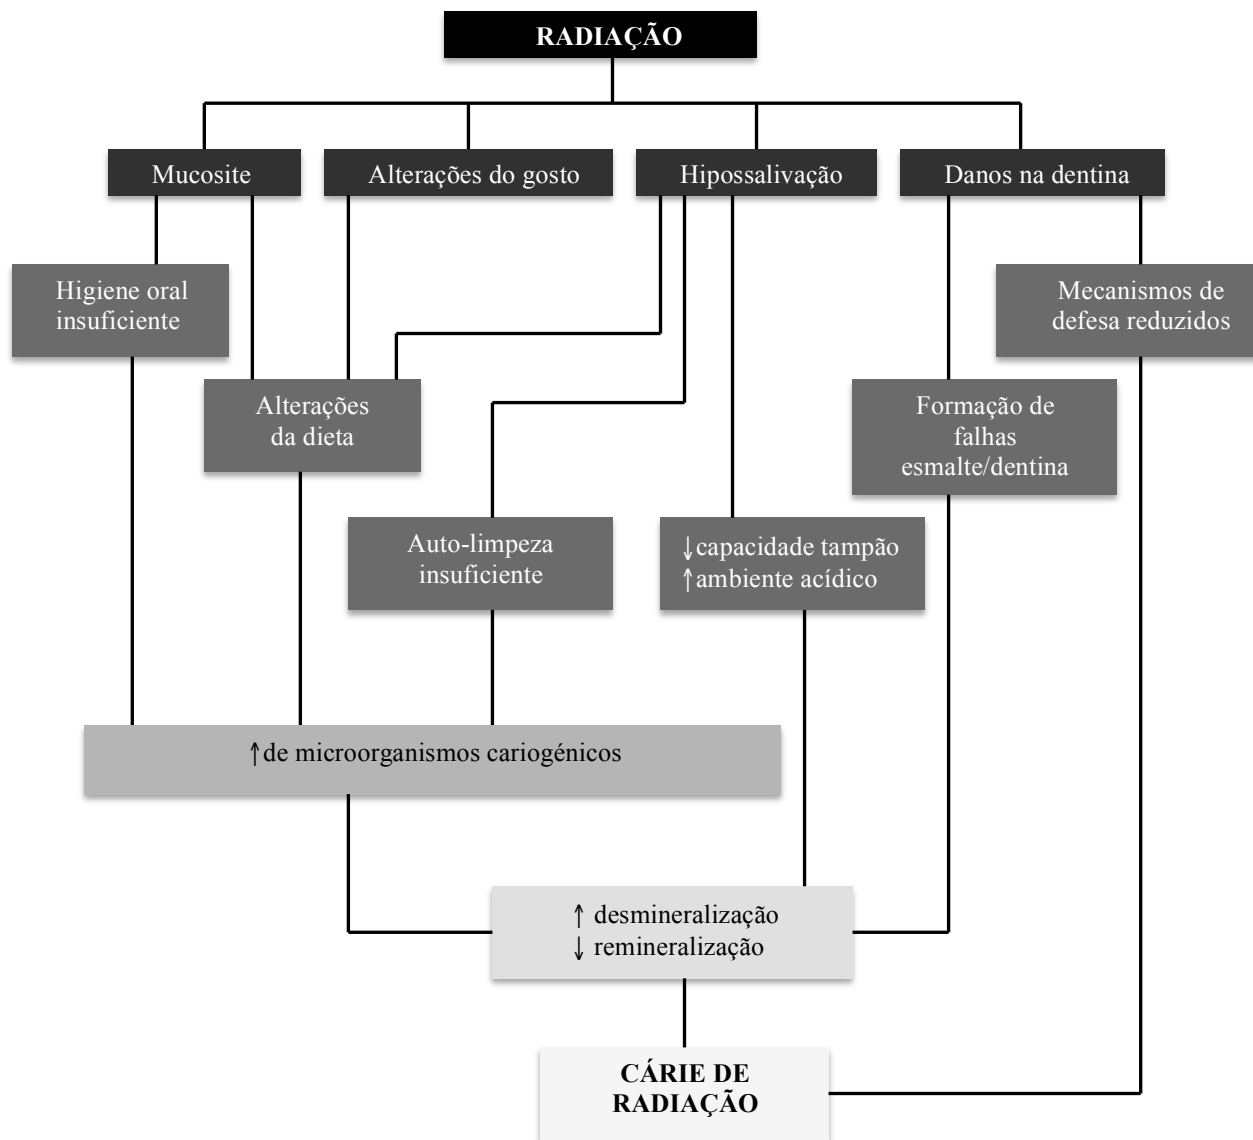 RADIAÇÃO
Mucosite
Alterações do gosto
Hipossalivação
Danos na dentina
Higiene oral
insuficiente
Mecanismos de
defesa reduzidos
Alterações
da dieta
Formação de
falhas
esmalte/dentina
Auto-limpeza
insuficiente
↓capacidade tampão
↑ambiente acídico
↑de microorganismos cariogénicos
↑ desmineralização
↓ remineralização
CÁRIE DE
RADIAÇÃO